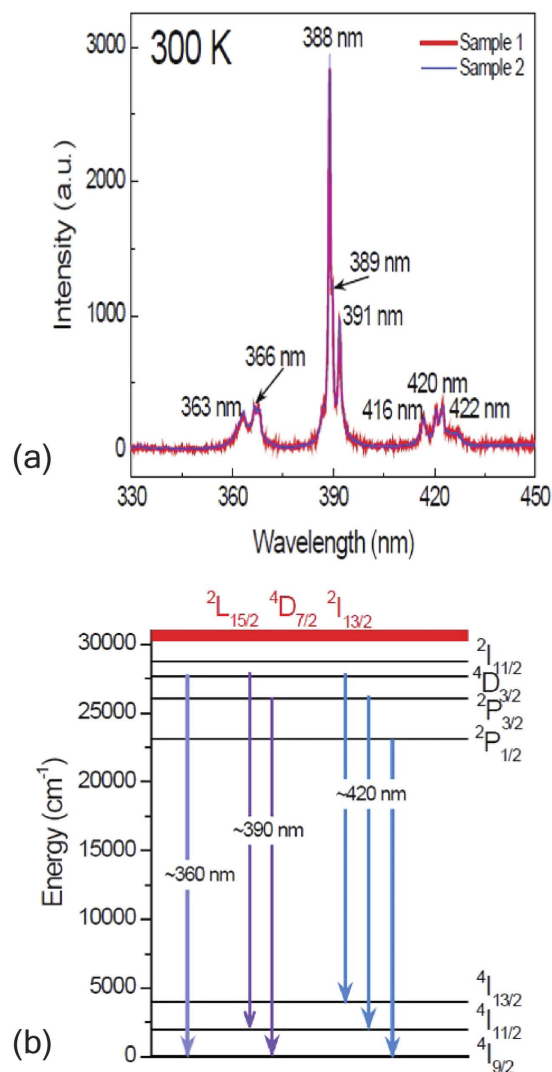 300 K
388 nm
Sample 1
Sample 2
3000
2000
1000
0
Intensity (a.u.)
389 nm
391 nm
366 nm
363 nm
416 nm
420 nm
422 nm
(a)
330 360 390 420 450
Wavelength (nm)
²L₁₅/₂ ⁴D₇/₂ ²I₁₃/₂
30000
25000
20000
15000
10000
5000
0
Energy (cm⁻¹)
²I₁₁/₂
⁴D₃/₂
²P₃/₂
²P₁/₂
~420 nm
~390 nm
~360 nm
⁴I₁₃/₂
⁴I₁₁/₂
⁴I₉/₂
(b)